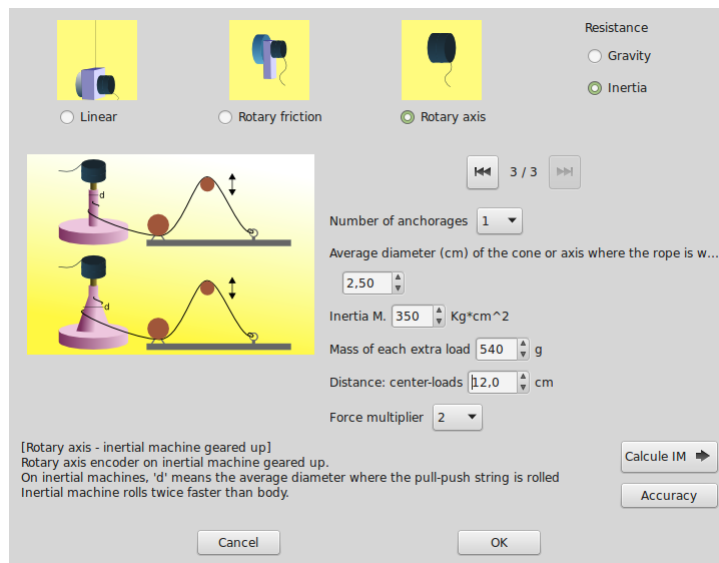 Resistance
Gravity
Inertia
Linear
Rotary friction
Rotary axis
3 / 3
d
d
Number of anchorages 1
Average diameter (cm) of the cone or axis where the rope is w...
2,50
Inertia M. 350 Kg*cm^2
Mass of each extra load 540 g
Distance: center-loads 12,0 cm
Force multiplier 2
[Rotary axis - inertial machine geared up]
Rotary axis encoder on inertial machine geared up.
On inertial machines, 'd' means the average diameter where the pull-push string is rolled
Inertial machine rolls twice faster than body.
Calcule IM
Accuracy
Cancel
OK